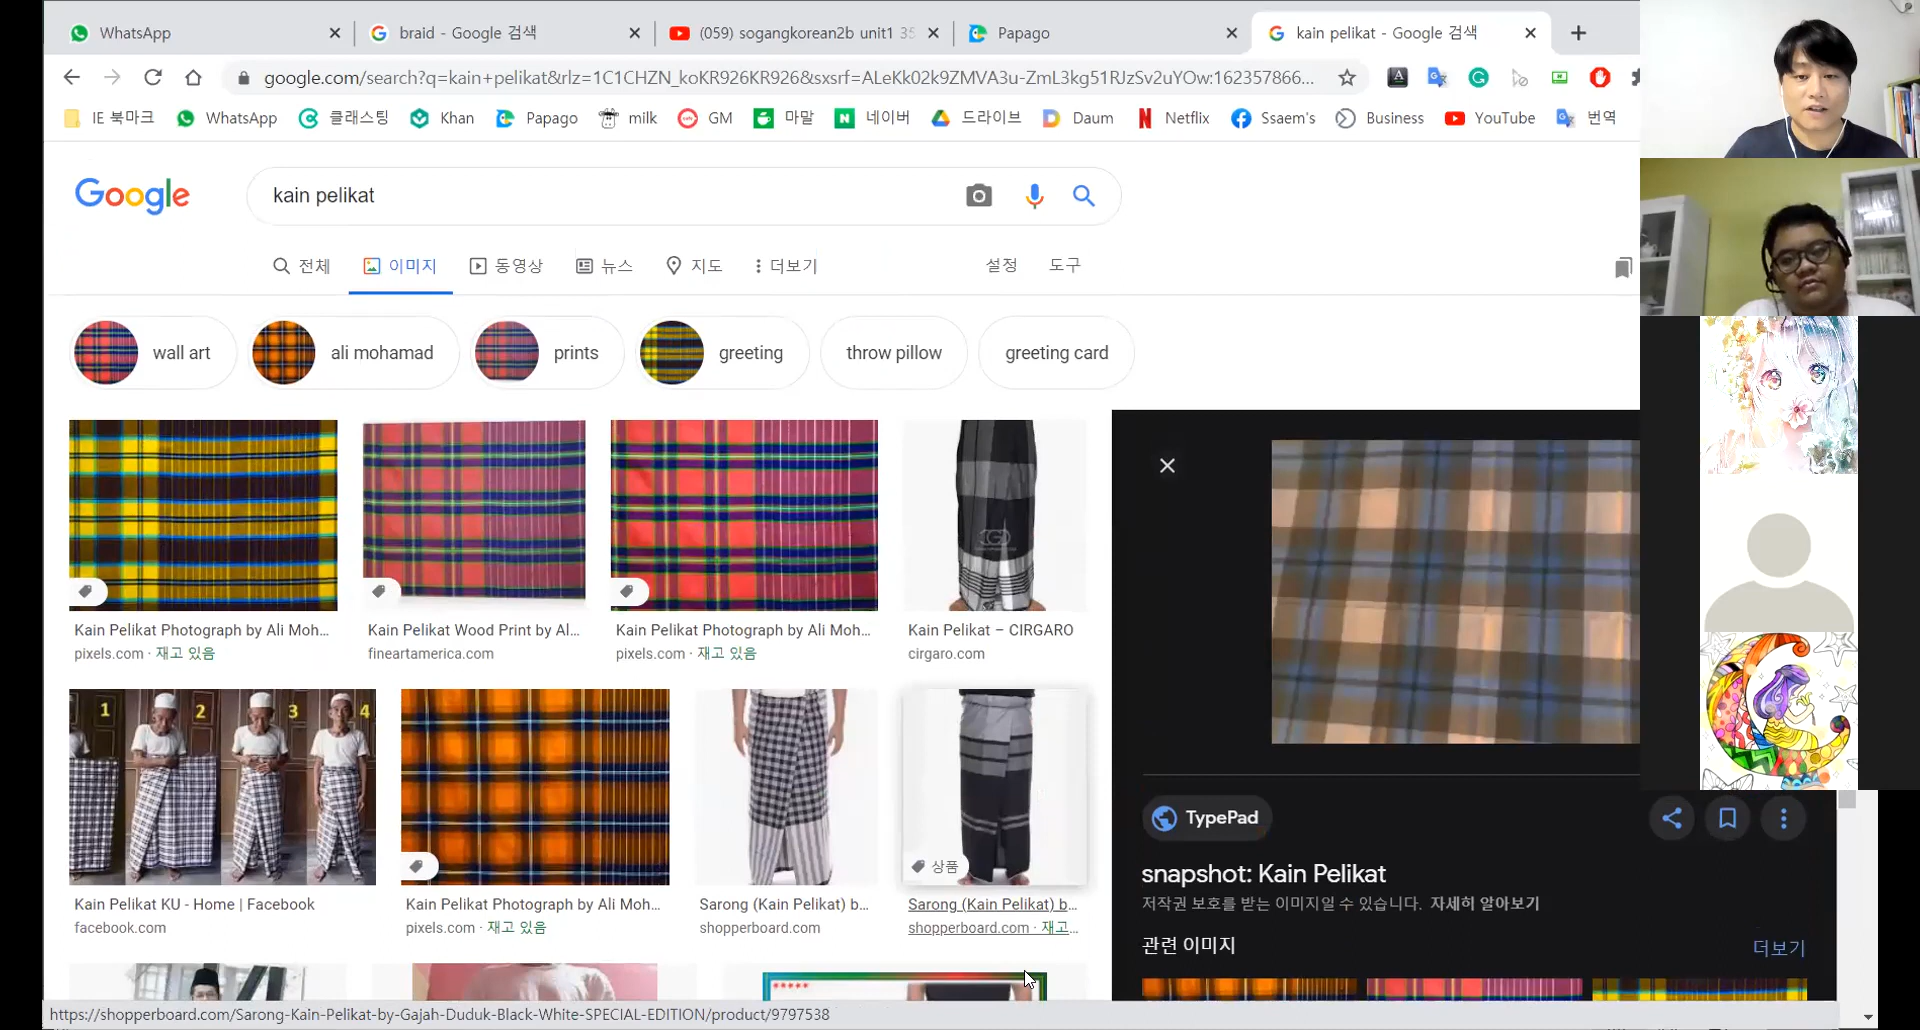 WhatsApp
braid - Google 검색
(059) sogangkorean2b unit1 35
Papago
kain pelikat - Google 검색
google.com/search?q=kain+pelikat&rlz=1C1CHZN_koKR926KR926&sxsrf=ALeKk02k9ZMVA3u-ZmL3kg51RJzSv2uYOw:162357866...
IE 북마크 WhatsApp 클래스팅 Khan Papago milk GM 마말 네이버 드라이브 Daum Netflix Ssaem's Business YouTube 번역
Google
kain pelikat
전체 이미지 동영상 뉴스 지도 더보기 설정 도구
wall art ali mohamad prints greeting throw pillow greeting card
Kain Pelikat Photograph by Ali Moh...
pixels.com · 재고 있음
Kain Pelikat Wood Print by Al...
fineartamerica.com
Kain Pelikat Photograph by Ali Moh...
pixels.com · 재고 있음
Kain Pelikat – CIRGARO
cirgaro.com
1 2 3 4
상품
Kain Pelikat KU - Home | Facebook
facebook.com
Kain Pelikat Photograph by Ali Moh...
pixels.com · 재고 있음
Sarong (Kain Pelikat) b...
shopperboard.com
Sarong (Kain Pelikat) b...
shopperboard.com · 재고...
TypePad
snapshot: Kain Pelikat
저작권 보호를 받는 이미지일 수 있습니다. 자세히 알아보기
관련 이미지 더보기
https://shopperboard.com/Sarong-Kain-Pelikat-by-Gajah-Duduk-Black-White-SPECIAL-EDITION/product/9797538